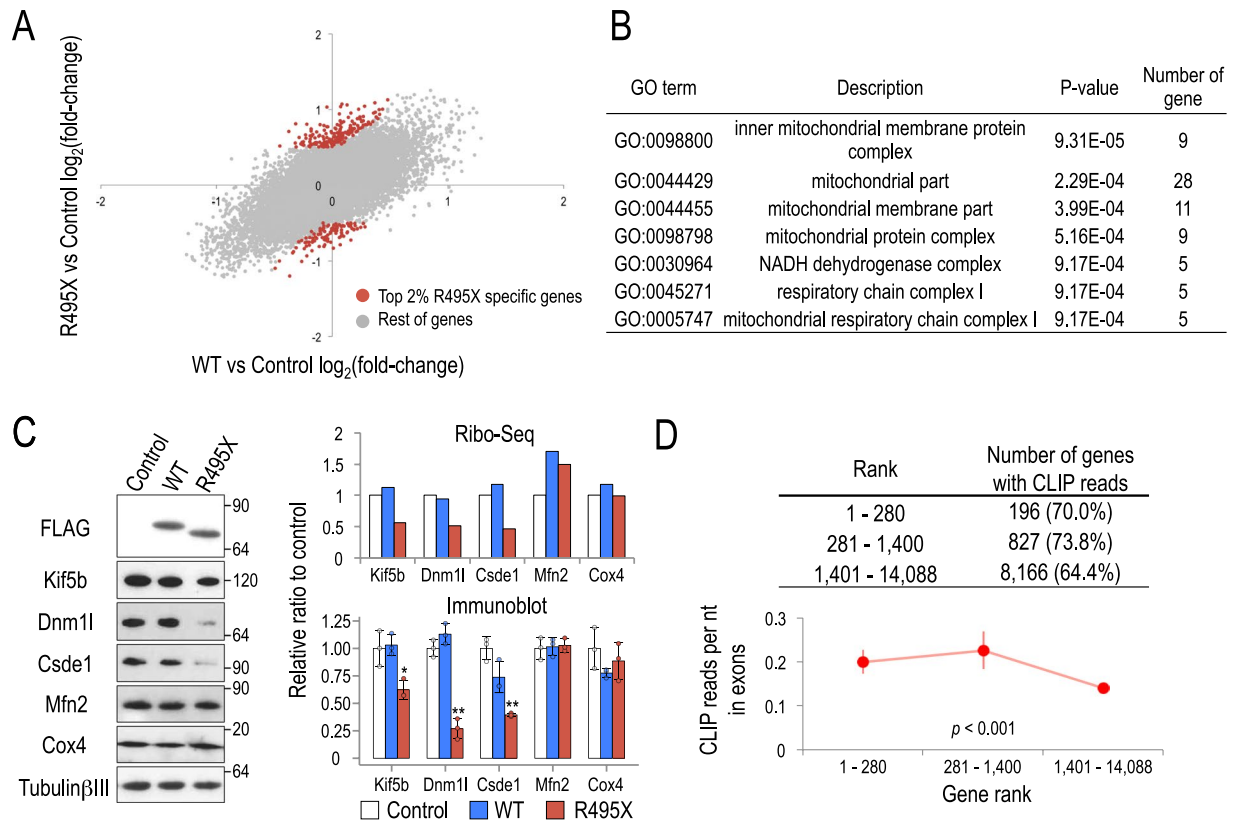 A
R495X vs Control log2(fold-change)
2
1
0
-1
-2
-2
-1
0
1
2
Top 2% R495X specific genes
Rest of genes
WT vs Control log2(fold-change)
B
GO term Description P-value Number of gene
GO:0098800 inner mitochondrial membrane protein complex 9.31E-05 9
GO:0044429 mitochondrial part 2.29E-04 28
GO:0044455 mitochondrial membrane part 3.99E-04 11
GO:0098798 mitochondrial protein complex 5.16E-04 9
GO:0030964 NADH dehydrogenase complex 9.17E-04 5
GO:0045271 respiratory chain complex I 9.17E-04 5
GO:0005747 mitochondrial respiratory chain complex I 9.17E-04 5
C
Control WT R495X
FLAG
90
64
Kif5b
120
Dnm1l
64
Csde1
90
Mfn2
90
Cox4
20
TubulinβIII
64
Relative ratio to control
Ribo-Seq
2
1.5
1
0.5
0
Kif5b Dnm1l Csde1 Mfn2 Cox4
Immunoblot
1.25
1.00
0.75
0.50
0.25
0
*
**
**
Kif5b Dnm1l Csde1 Mfn2 Cox4
Control WT R495X
D
Rank Number of genes with CLIP reads
1 - 280 196 (70.0%)
281 - 1,400 827 (73.8%)
1,401 - 14,088 8,166 (64.4%)
CLIP reads per nt in exons
0.3
0.2
0.1
0
p < 0.001
1 - 280 281 - 1,400 1,401 - 14,088
Gene rank